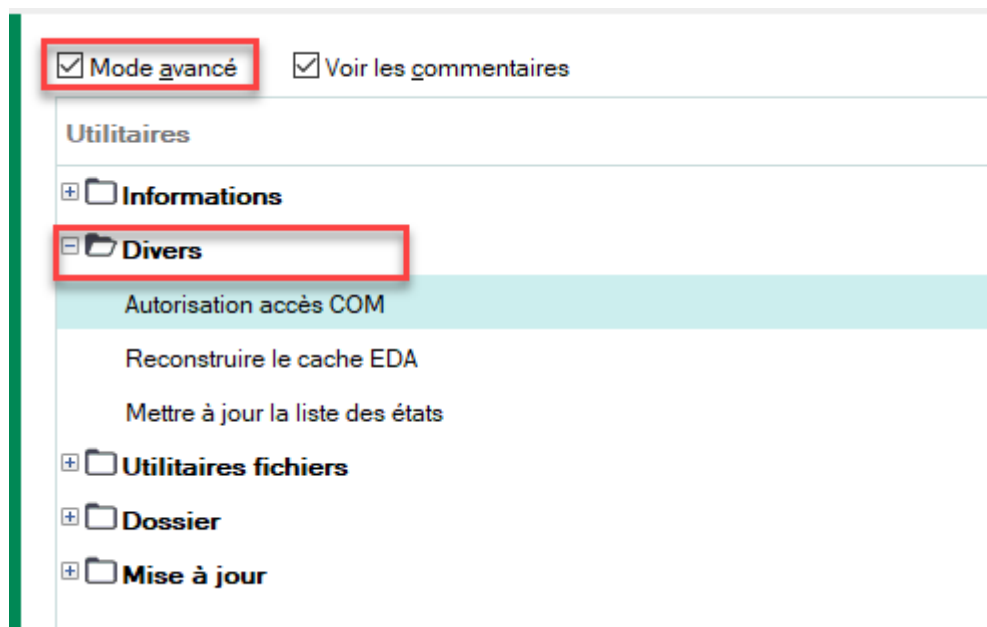 Mode avancé Voir les commentaires
Utilitaires
Informations
Divers
Autorisation accès COM
Reconstruire le cache EDA
Mettre à jour la liste des états
Utilitaires fichiers
Dossier
Mise à jour